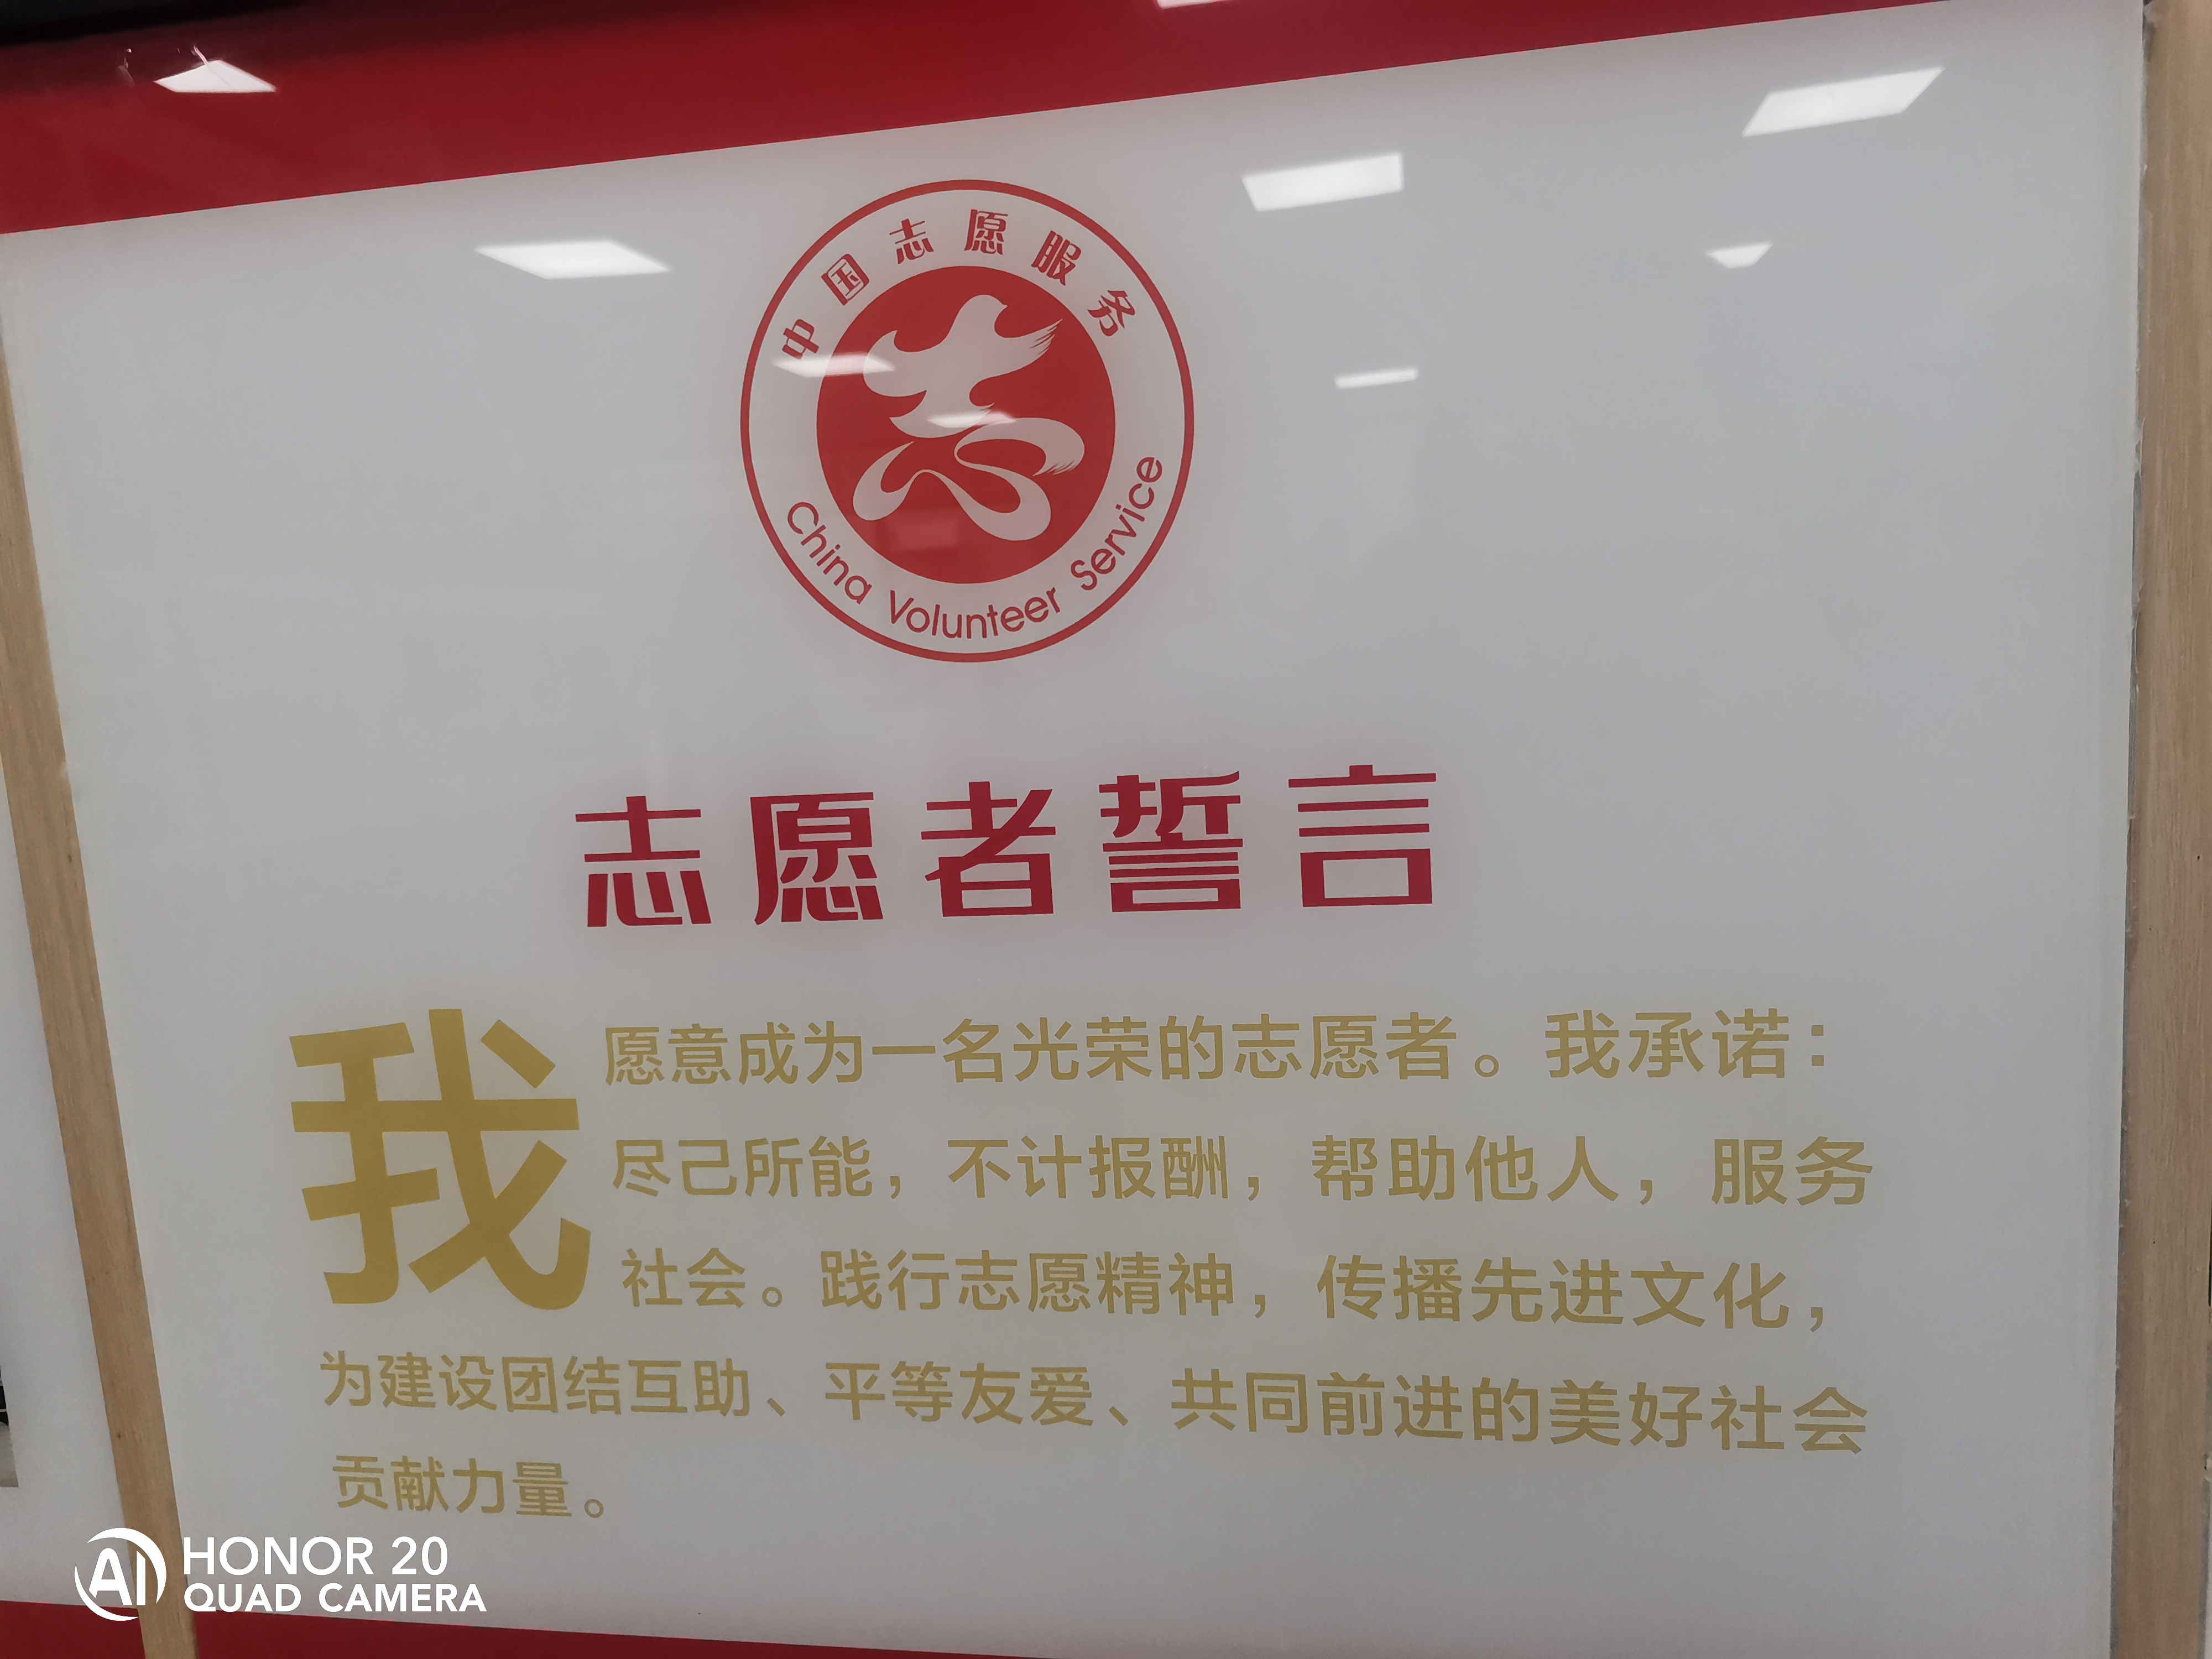 中国志愿服务
China Volunteer Service
志愿者誓言
我愿意成为一名光荣的志愿者。我承诺：
尽己所能，不计报酬，帮助他人，服务
社会。践行志愿精神，传播先进文化，
为建设团结互助、平等友爱、共同前进的美好社会
贡献力量。
AI HONOR 20
QUAD CAMERA